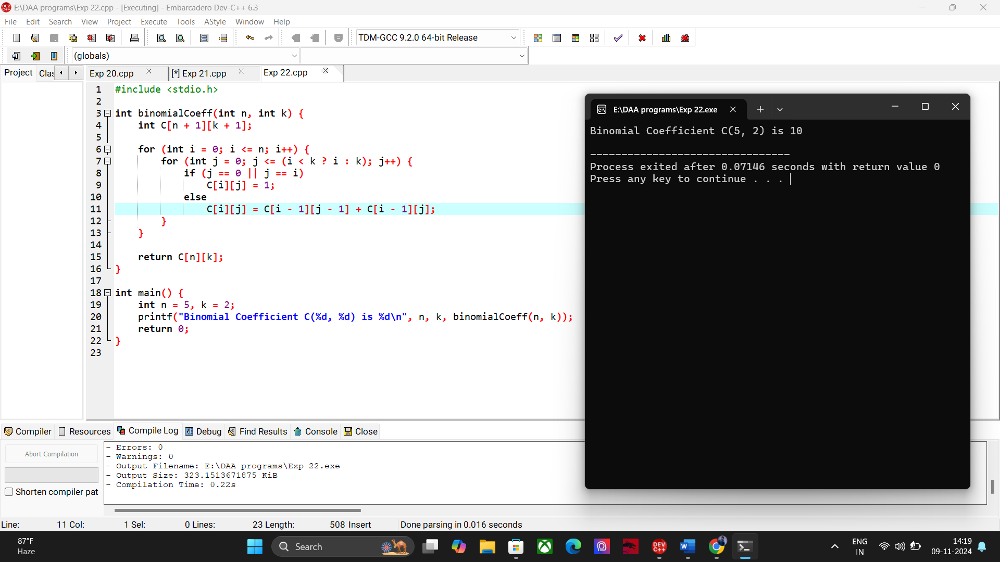 E:\DAA programs\Exp 22.cpp - [Executing] - Embarcadero Dev-C++ 6.3
File Edit Search View Project Execute Tools AStyle Window Help
TDM-GCC 9.2.0 64-bit Release
(globals)
Project Clas Exp 20.cpp [*] Exp 21.cpp Exp 22.cpp
1 #include <stdio.h>
2
3 int binomialCoeff(int n, int k) {
4 int C[n + 1][k + 1];
5
6 for (int i = 0; i <= n; i++) {
7 for (int j = 0; j <= (i < k ? i : k); j++) {
8 if (j == 0 || j == i)
9 C[i][j] = 1;
10 else
11 C[i][j] = C[i - 1][j - 1] + C[i - 1][j];
12 }
13 }
14
15 return C[n][k];
16 }
17
18 int main() {
19 int n = 5, k = 2;
20 printf("Binomial Coefficient C(%d, %d) is %d\n", n, k, binomialCoeff(n, k));
21 return 0;
22 }
23
E:\DAA programs\Exp 22.exe
Binomial Coefficient C(5, 2) is 10
--------------------------------
Process exited after 0.07146 seconds with return value 0
Press any key to continue . . .
Compiler Resources Compile Log Debug Find Results Console Close
Abort Compilation
Shorten compiler pat
- Errors: 0
- Warnings: 0
- Output Filename: E:\DAA programs\Exp 22.exe
- Output Size: 323.1513671875 KiB
- Compilation Time: 0.22s
Line: 11 Col: 1 Sel: 0 Lines: 23 Length: 508 Insert Done parsing in 0.016 seconds
87°F
Haze
Search
DEV
C++
ENG
IN
14:19
09-11-2024